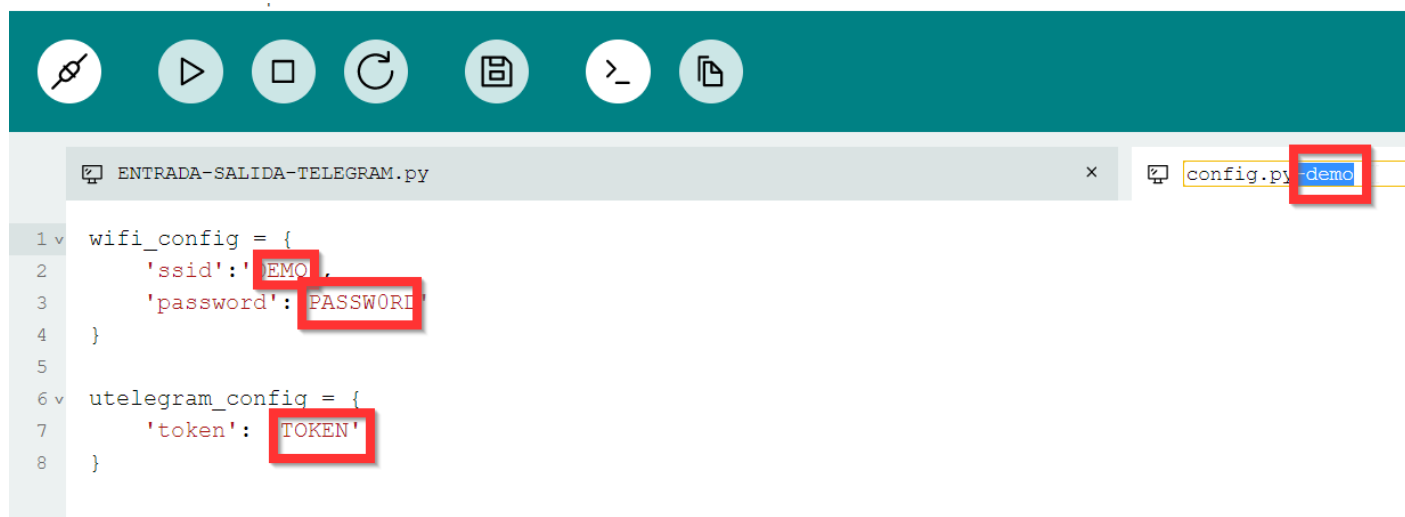 ENTRADA-SALIDA-TELEGRAM.py
config.py-demo
1 wifi_config = {
2 'ssid':'DEMO',
3 'password': 'PASSWORD'
4 }
5
6 utelegram_config = {
7 'token': 'TOKEN'
8 }